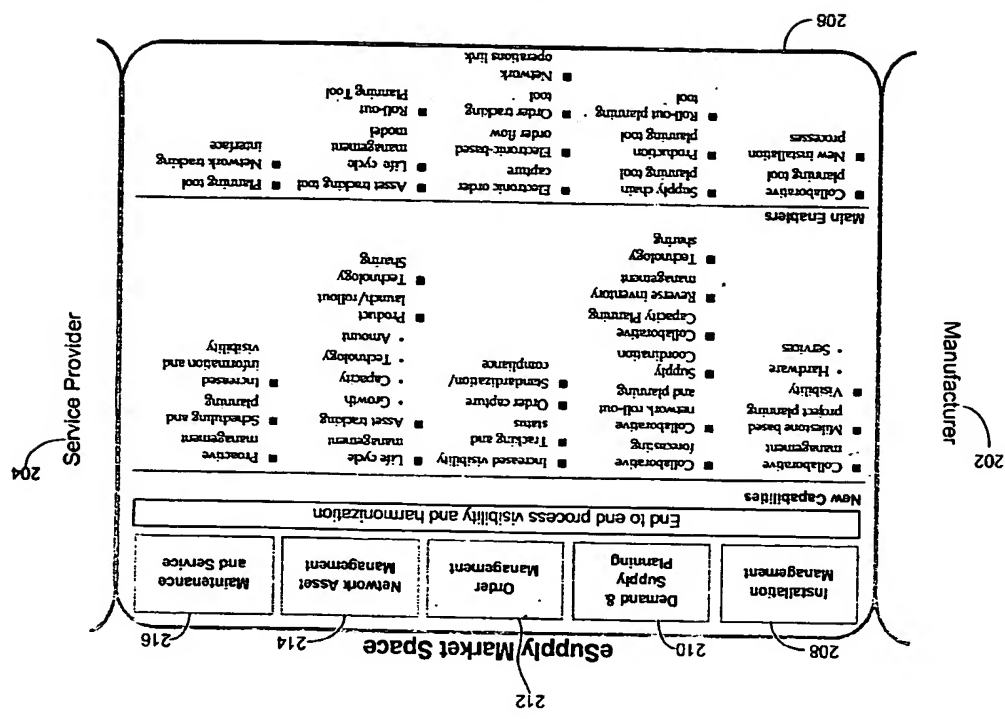 212
eSupply Market Space
208
210
214
216
Installation
Management
Demand &
Supply
Planning
Order
Management
Network Asset
Management
Maintenance
and Service
End to end process visibility and harmonization
New Capabilities
■ Collaborative
management
■ Milestone based
project planning
■ Visibility
• Hardware
• Services
■ Collaborative
forecasting
■ Collaborative
network roll-out
and planning
■ Supply
Coordination
■ Collaborative
Capacity Planning
■ Reverse inventory
management
■ Technology
sharing
■ Increased visibility
■ Tracking and
status
■ Order capture
■ Standardization/
compliance
■ Life cycle
management
■ Asset tracking
• Growth
• Capacity
• Technology
• Amount
■ Product
launch/rollout
■ Technology
Sharing
■ Proactive
management
■ Scheduling and
planning
■ Increased
information and
visibility
Main Enablers
■ Collaborative
planning tool
■ New installation
processes
■ Supply chain
planning tool
■ Production
planning tool
■ Roll-out planning
tool
■ Electronic order
capture
■ Electronic-based
order flow
■ Order tracking
tool
■ Network
operations link
■ Asset tracking tool
■ Life cycle
management
model
■ Roll-out
Planning Tool
■ Planning tool
■ Network tracking
interface
Manufacturer
202
Service Provider
204
206